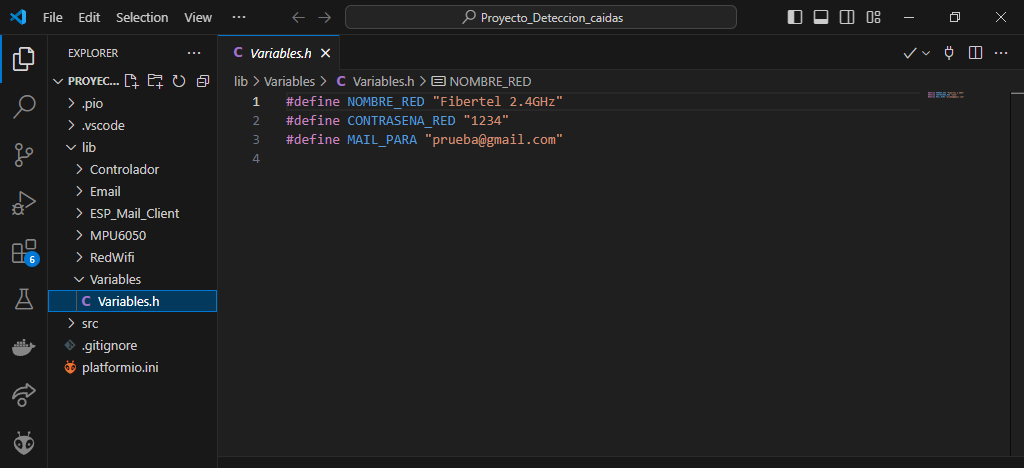 File Edit Selection View ··· Proyecto_Deteccion_caidas
EXPLORER ···
PROYEC...
.pio
.vscode
lib
Controlador
Email
ESP_Mail_Client
MPU6050
RedWifi
Variables
C Variables.h
src
.gitignore
platformio.ini
6
C Variables.h
lib > Variables > C Variables.h > NOMBRE_RED
1 #define NOMBRE_RED "Fibertel 2.4GHz"
2 #define CONTRASENA_RED "1234"
3 #define MAIL_PARA "prueba@gmail.com"
4